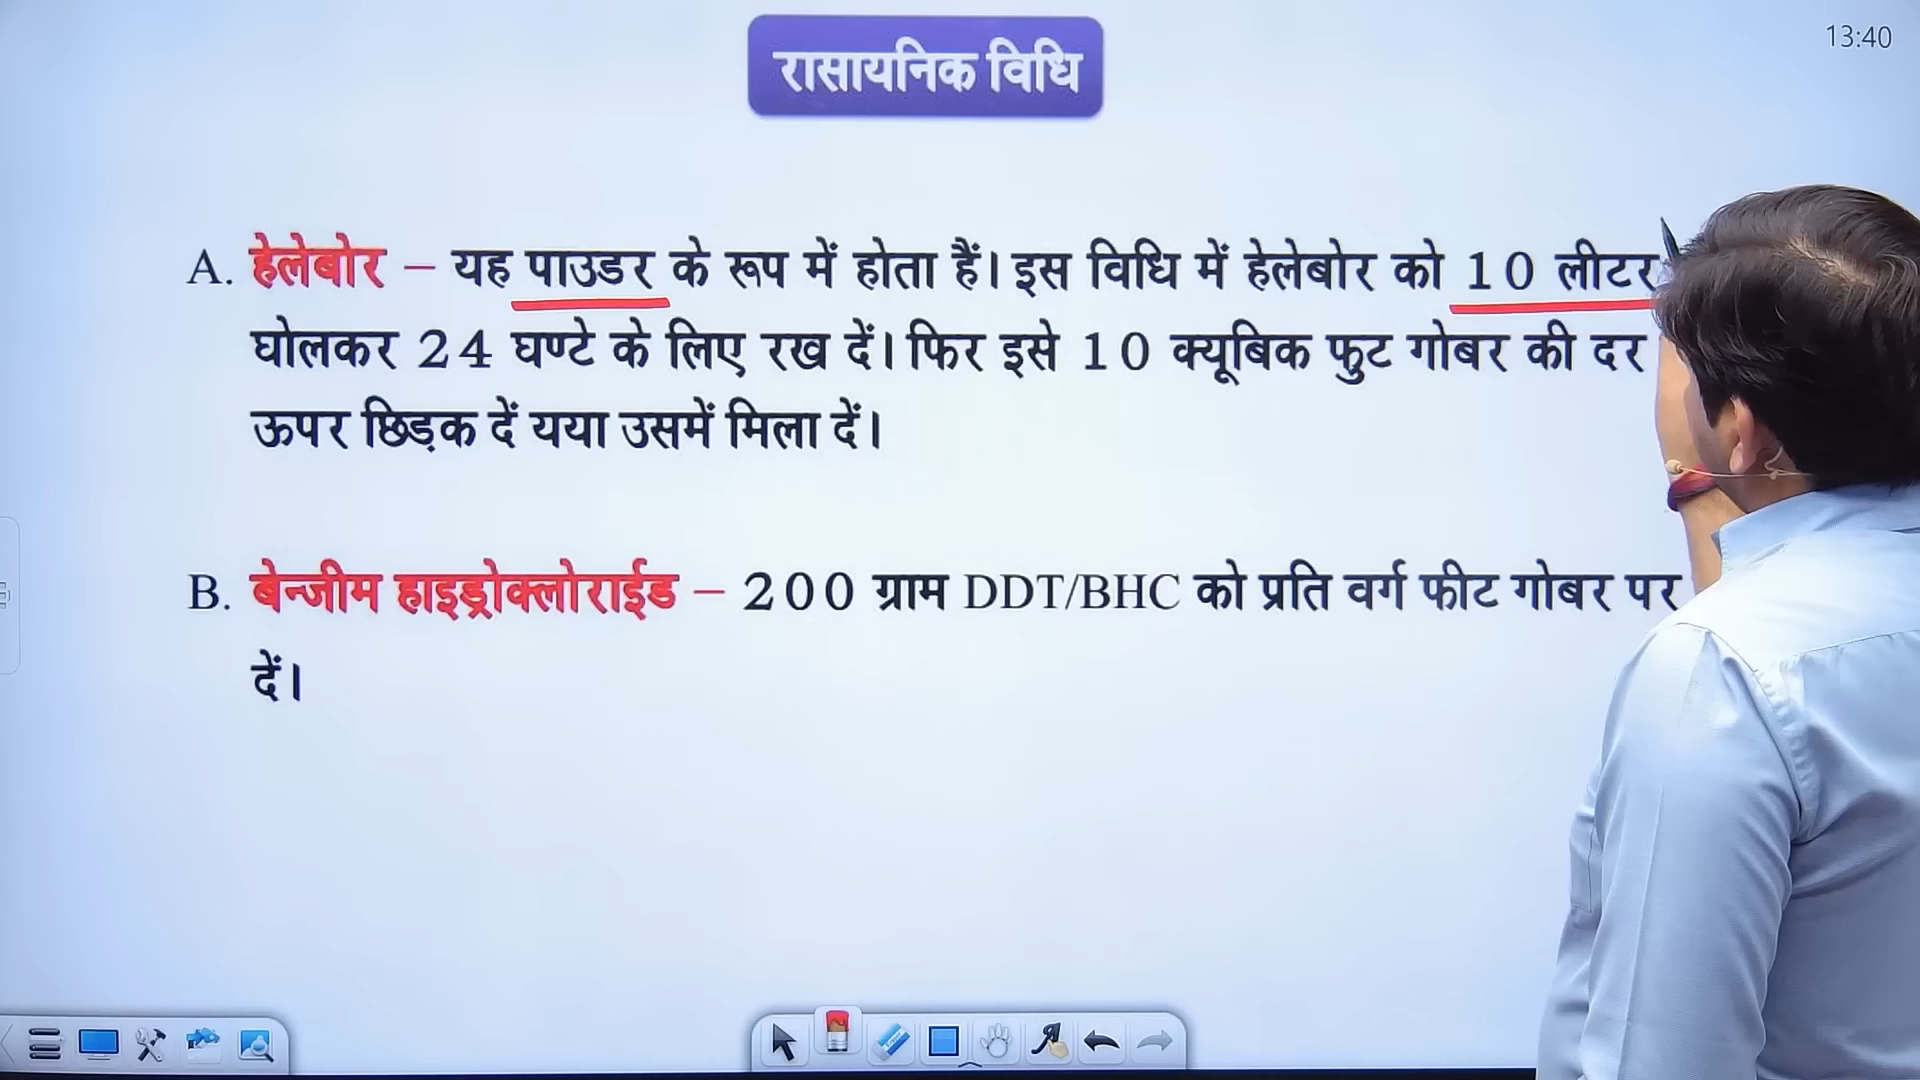 13:40
रासायनिक विधि
A. हेलेबोर – यह पाउडर के रूप में होता हैं। इस विधि में हेलेबोर को 10 लीटर
घोलकर 24 घण्टे के लिए रख दें। फिर इसे 10 क्यूबिक फुट गोबर की दर
ऊपर छिड़क दें यया उसमें मिला दें।
B. बेन्जीम हाइड्रोक्लोराईड – 200 ग्राम DDT/BHC को प्रति वर्ग फीट गोबर पर
दें।